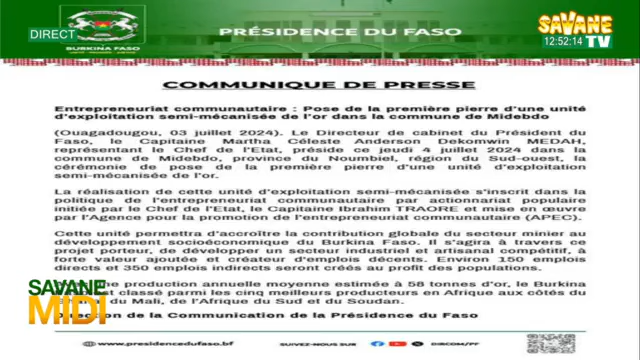 DIRECT
BURKINA FASO
PRÉSIDENCE DU FASO
SAVANE
12:52:14 TV
COMMUNIQUE DE PRESSE
Entrepreneuriat communautaire : Pose de la première pierre d'une unité
d'exploitation semi-mécanisée de l'or dans la commune de Midebdo
(Ouagadougou, 03 juillet 2024). Le Directeur de cabinet du Président du
Faso, le Capitaine Martha Céleste Anderson Dekomwin MEDAH,
représentant le Chef de l'Etat, préside ce jeudi 4 juillet 2024 dans la
commune de Midebdo, province du Noumbiel, région du Sud-ouest, la
cérémonie de pose de la première pierre d'une unité d'exploitation
semi-mécanisée de l'or.
La réalisation de cette unité d'exploitation semi-mécanisée s'inscrit dans la
politique de l'entrepreneuriat communautaire par actionnariat populaire
initiée par le Chef de l'Etat, le Capitaine Ibrahim TRAORE et mise en œuvre
par l'Agence pour la promotion de l'entrepreneuriat communautaire (APEC).
Cette unité permettra d'accroître la contribution globale du secteur minier au
développement socioéconomique du Burkina Faso. Il s'agira à travers ce
projet porteur, de développer un secteur industriel et artisanal compétitif, à
forte valeur ajoutée et créateur d'emplois décents. Environ 150 emplois
directs et 350 emplois indirects seront créés au profit des populations.
ne production annuelle moyenne estimée à 58 tonnes d'or, le Burkina
st classé parmi les cinq meilleurs producteurs en Afrique aux côtés du
du Mali, de l'Afrique du Sud et du Soudan.
Direction de la Communication de la Présidence du Faso
SAVANE
MIDI
www.presidencedufaso.bf
SUIVEZ-NOUS SUR
DIRCOM/PF